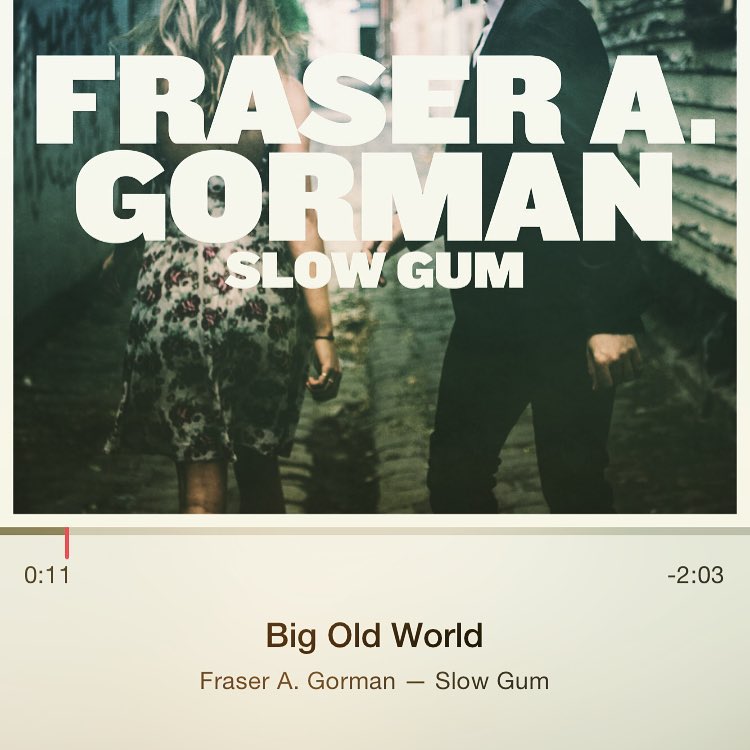 FRASER A.
GORMAN
SLOW GUM
0:11 -2:03
Big Old World
Fraser A. Gorman — Slow Gum